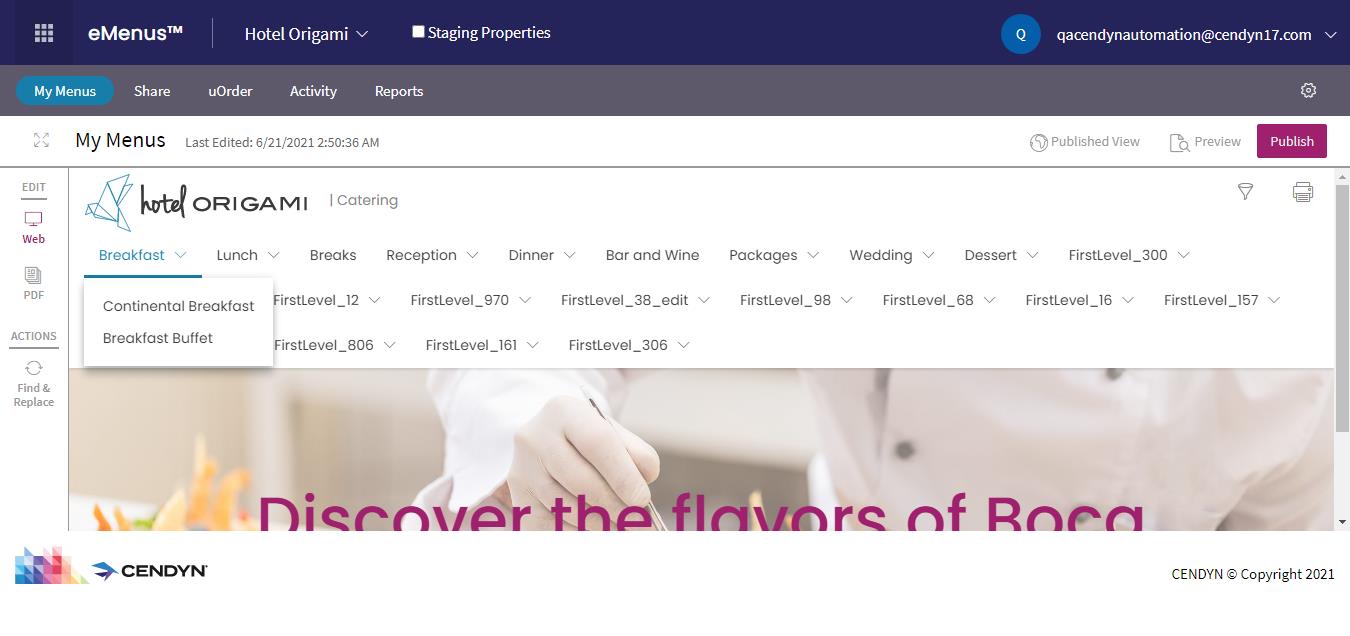 eMenus™ Hotel Origami Staging Properties Q qacendynautomation@cendyn17.com
My Menus Share uOrder Activity Reports
My Menus Last Edited: 6/21/2021 2:50:36 AM Published View Preview Publish
EDIT
Web
PDF
ACTIONS
Find &
Replace
hotel ORIGAMI | Catering
Breakfast Lunch Breaks Reception Dinner Bar and Wine Packages Wedding Dessert FirstLevel_300
Continental Breakfast FirstLevel_12 FirstLevel_970 FirstLevel_38_edit FirstLevel_98 FirstLevel_68 FirstLevel_16 FirstLevel_157
Breakfast Buffet FirstLevel_806 FirstLevel_161 FirstLevel_306
Discover the flavors of Boca
CENDYN CENDYN © Copyright 2021